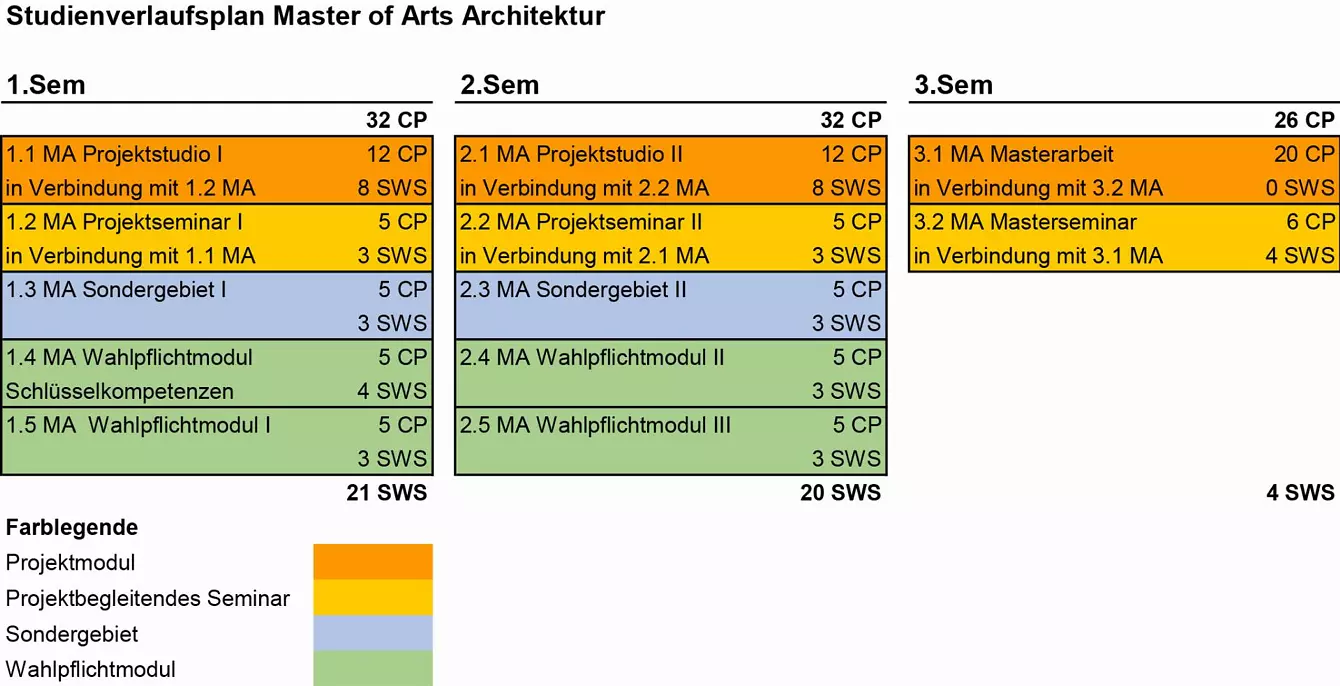 Studienverlaufsplan Master of Arts Architektur
1.Sem
32 CP
1.1 MA Projektstudio I 12 CP
in Verbindung mit 1.2 MA 8 SWS
1.2 MA Projektseminar I 5 CP
in Verbindung mit 1.1 MA 3 SWS
1.3 MA Sondergebiet I 5 CP
3 SWS
1.4 MA Wahlpflichtmodul 5 CP
Schlüsselkompetenzen 4 SWS
1.5 MA  Wahlpflichtmodul I 5 CP
3 SWS
21 SWS
2.Sem
32 CP
2.1 MA Projektstudio II 12 CP
in Verbindung mit 2.2 MA 8 SWS
2.2 MA Projektseminar II 5 CP
in Verbindung mit 2.1 MA 3 SWS
2.3 MA Sondergebiet II 5 CP
3 SWS
2.4 MA Wahlpflichtmodul II 5 CP
3 SWS
2.5 MA Wahlpflichtmodul III 5 CP
3 SWS
20 SWS
3.Sem
26 CP
3.1 MA Masterarbeit 20 CP
in Verbindung mit 3.2 MA 0 SWS
3.2 MA Masterseminar 6 CP
in Verbindung mit 3.1 MA 4 SWS
4 SWS
Farblegende
Projektmodul
Projektbegleitendes Seminar
Sondergebiet
Wahlpflichtmodul